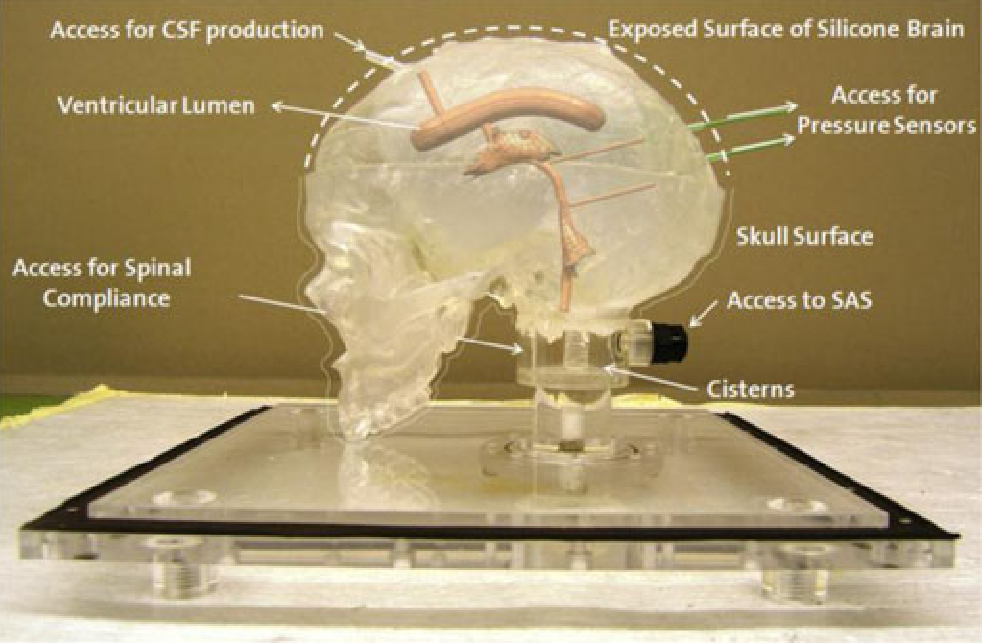 Access for CSF production
Exposed Surface of Silicone Brain
Ventricular Lumen
Access for
Pressure Sensors
Skull Surface
Access for Spinal
Compliance
Access to SAS
Cisterns